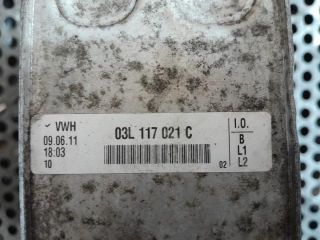 VWH 03L 117 021 C I.O.
09.06.11 B
18:03 L1
10 02 L2